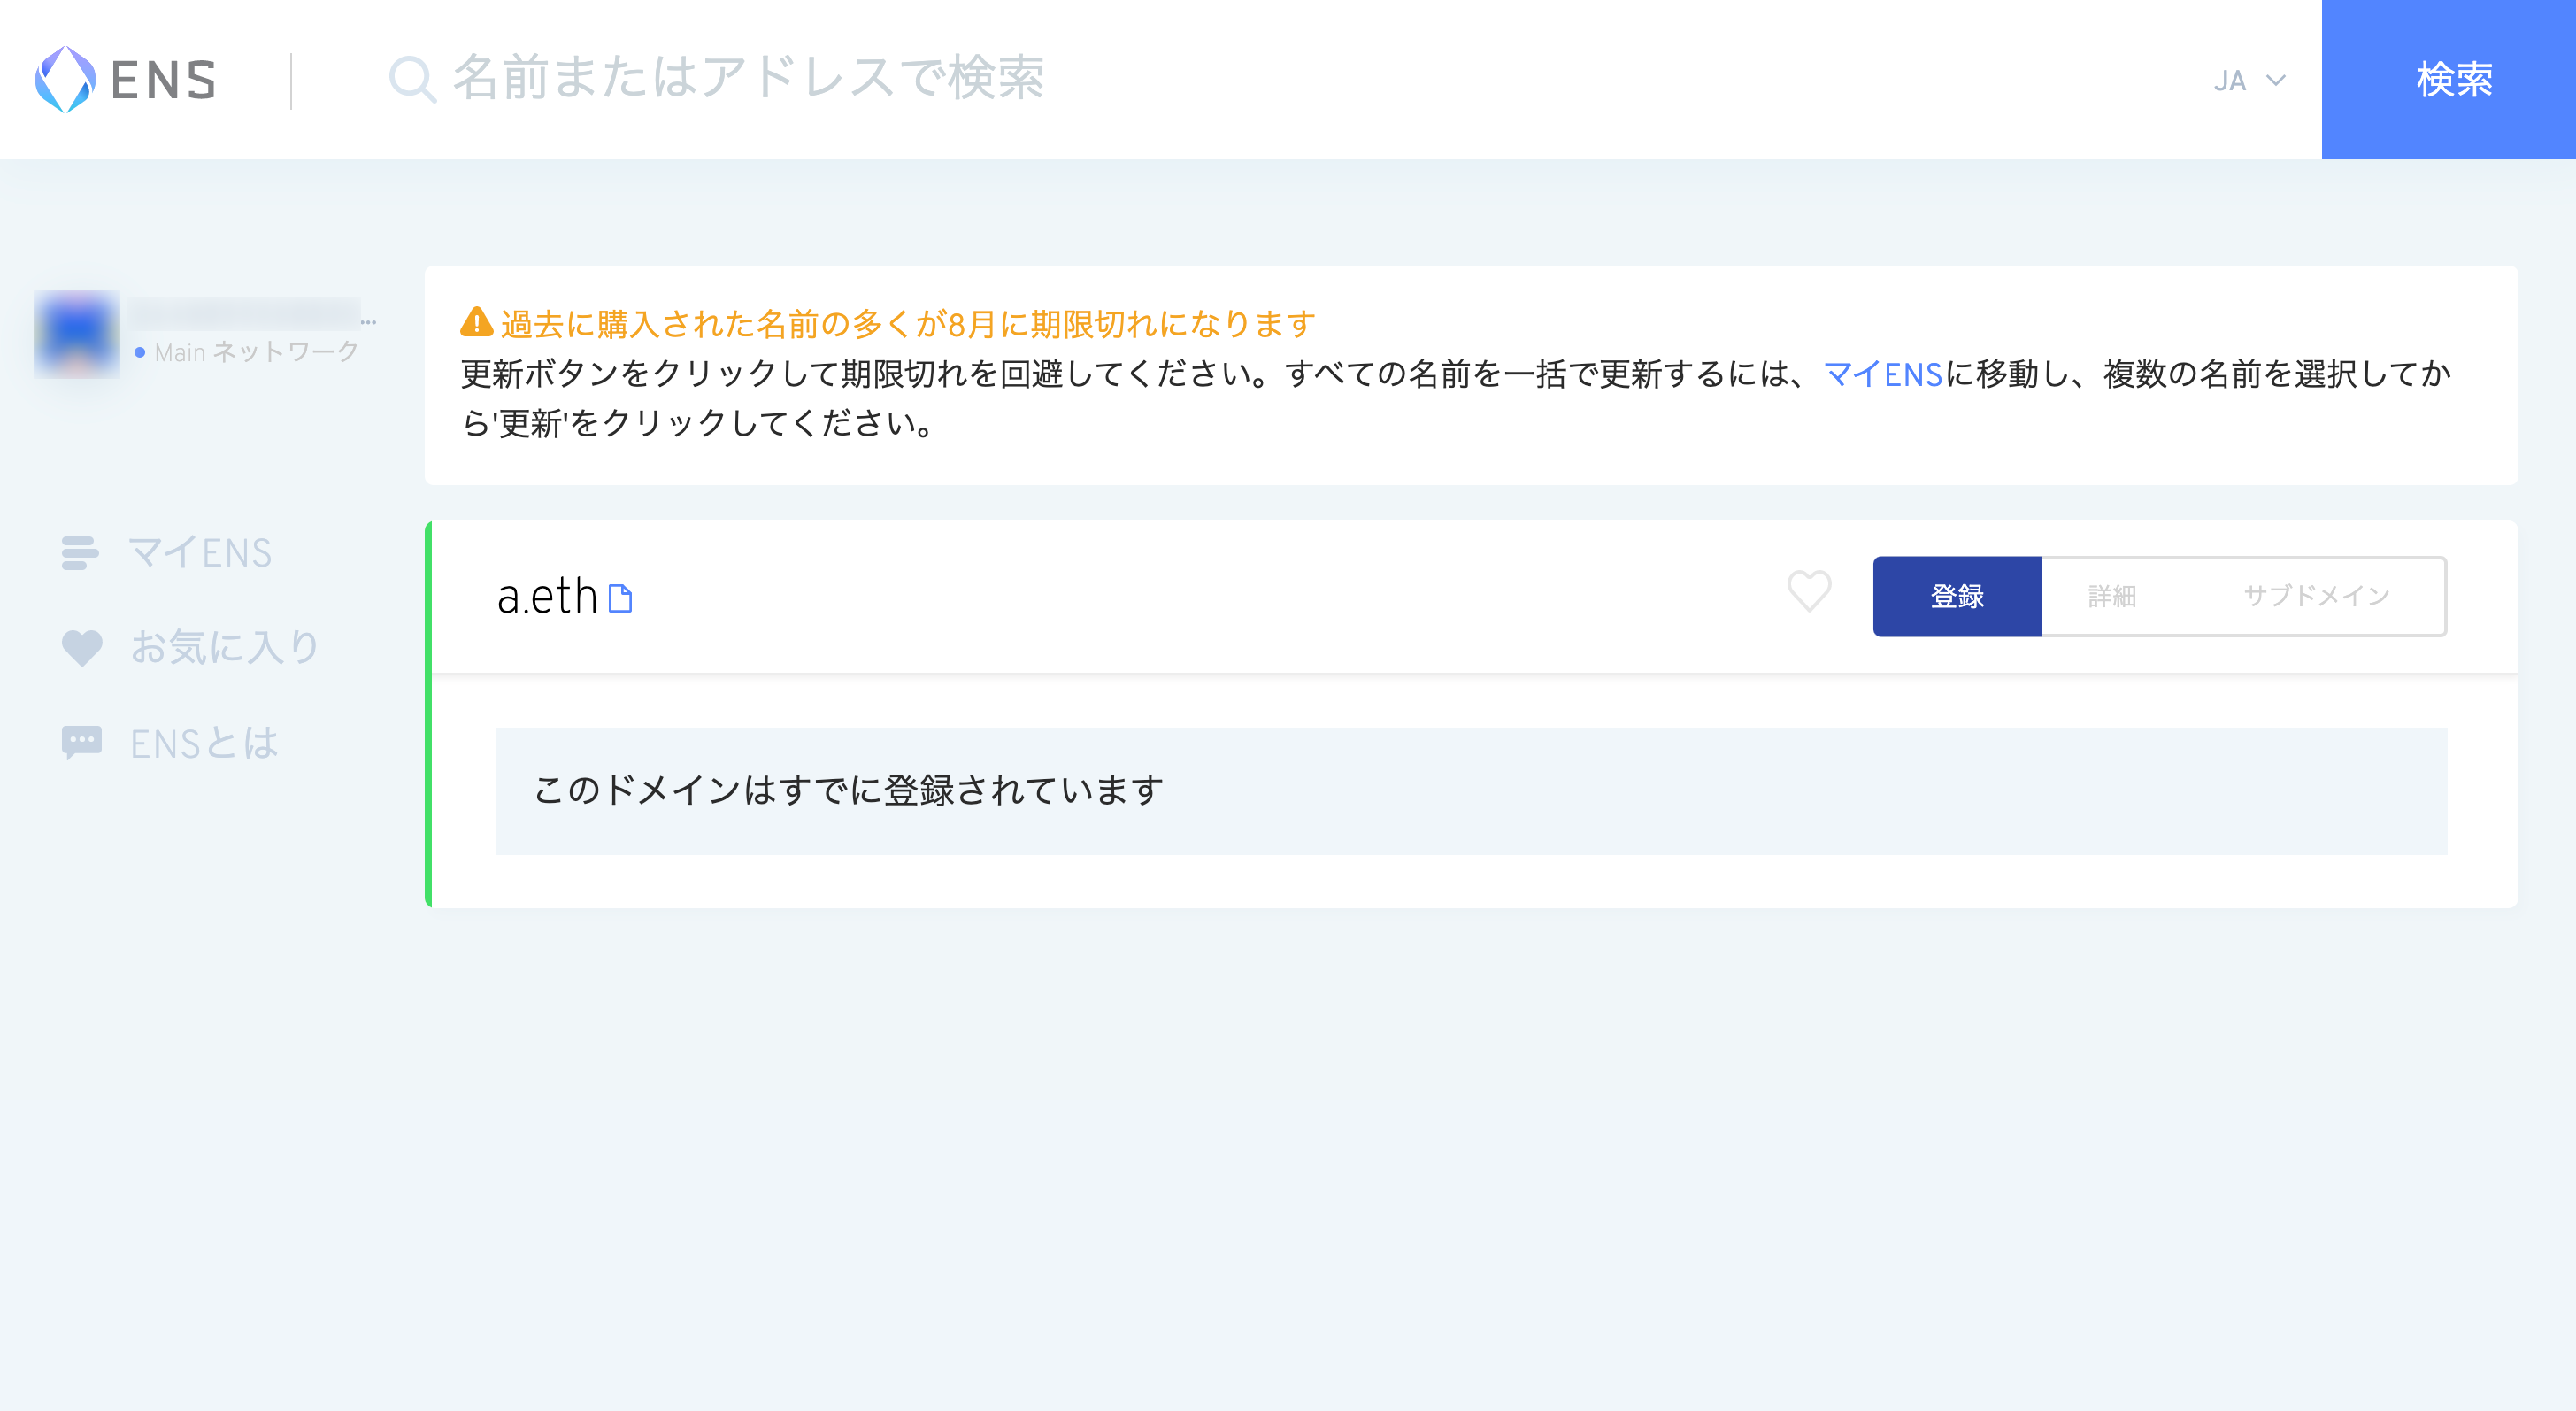 ENS
名前またはアドレスで検索
JA
検索
...
Main ネットワーク
マイENS
お気に入り
ENSとは
過去に購入された名前の多くが8月に期限切れになります
更新ボタンをクリックして期限切れを回避してください。すべての名前を一括で更新するには、マイENSに移動し、複数の名前を選択してか
ら'更新'をクリックしてください。
a.eth
登録
詳細
サブドメイン
このドメインはすでに登録されています